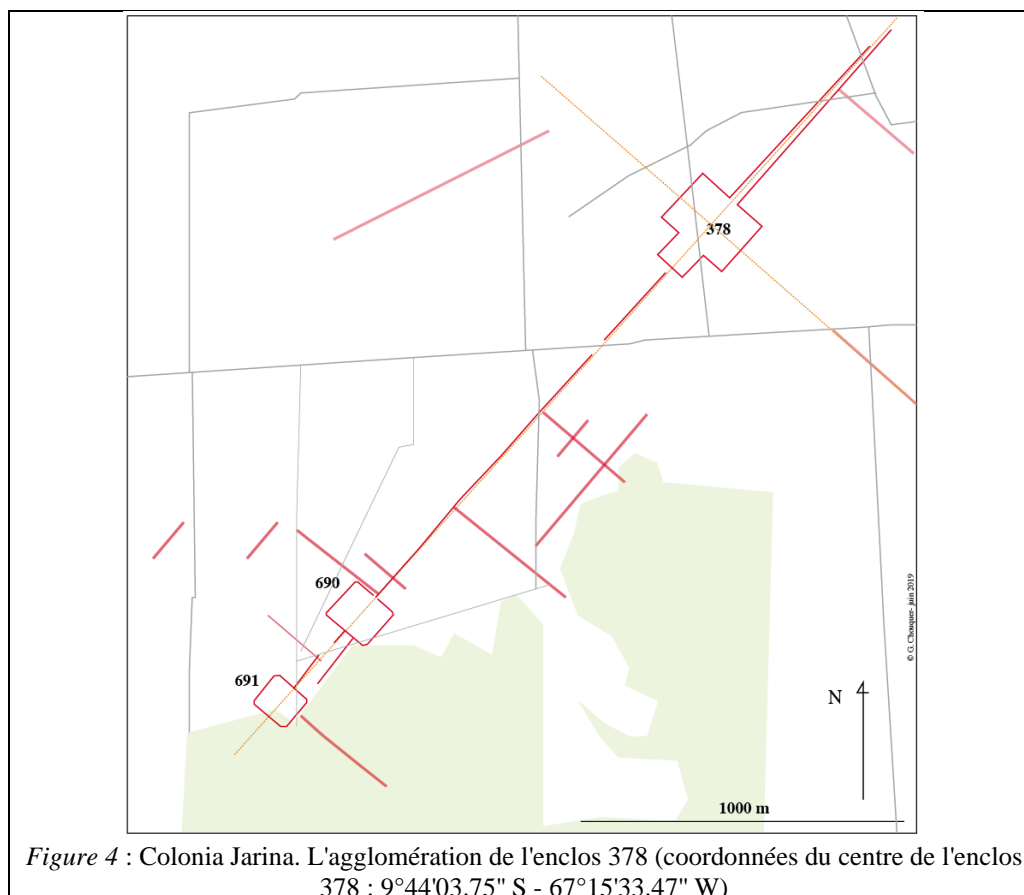 378
690
691
N
1000 m
© G. Chouquer- juin 2019
Figure 4 : Colonia Jarina. L'agglomération de l'enclos 378 (coordonnées du centre de l'enclos
378 : 9°44'03.75" S - 67°15'33.47" W)